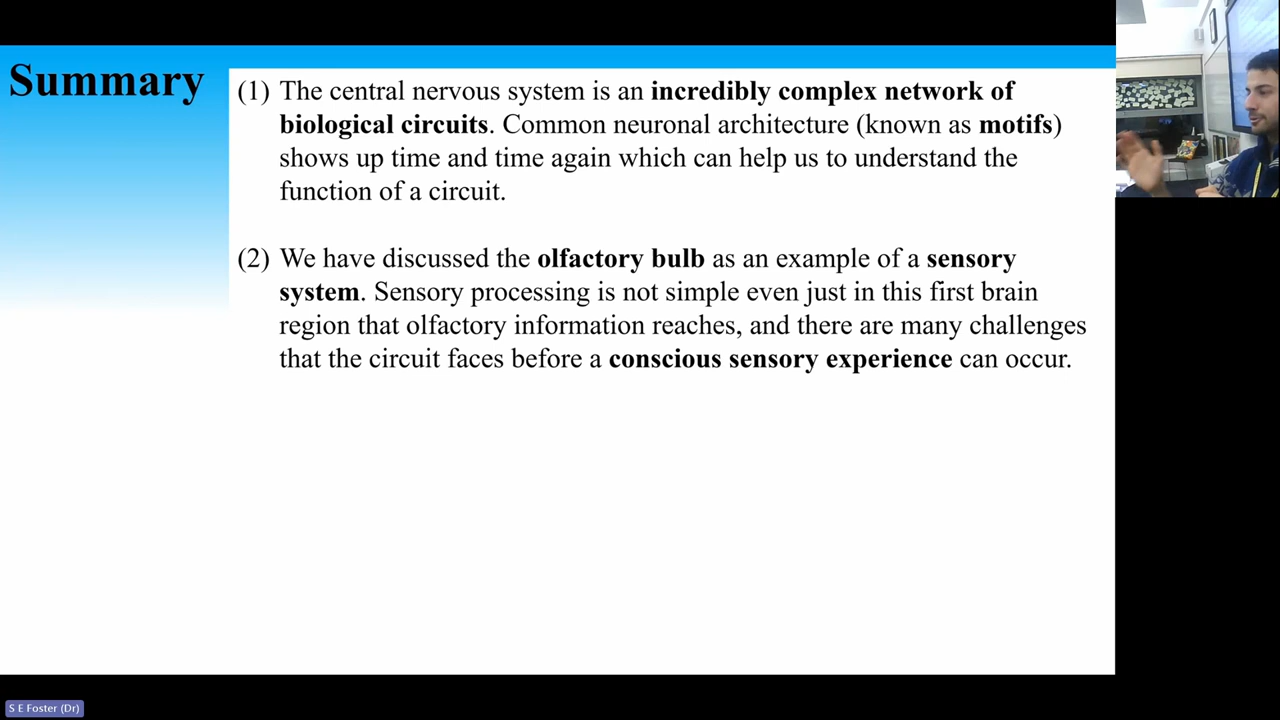 Summary
(1) The central nervous system is an incredibly complex network of
biological circuits. Common neuronal architecture (known as motifs)
shows up time and time again which can help us to understand the
function of a circuit.
(2) We have discussed the olfactory bulb as an example of a sensory
system. Sensory processing is not simple even just in this first brain
region that olfactory information reaches, and there are many challenges
that the circuit faces before a conscious sensory experience can occur.
S E Foster (Dr)